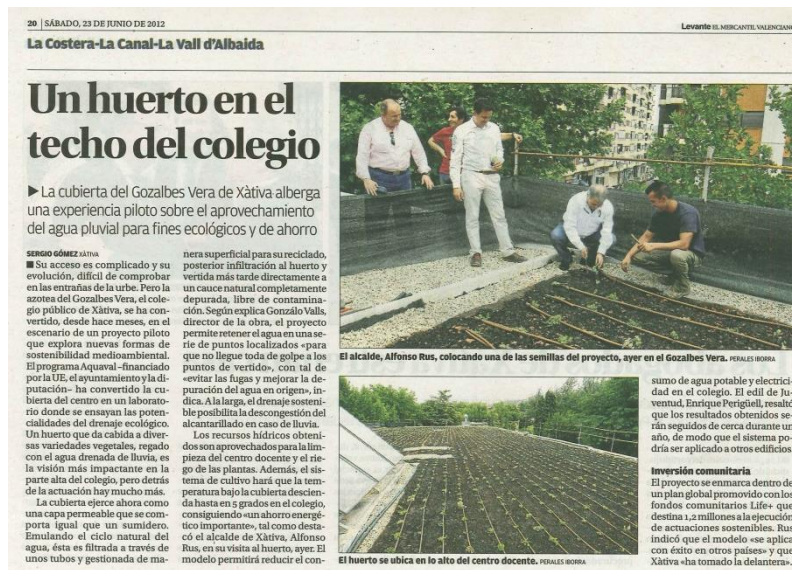 20 | SÁBADO, 23 DE JUNIO DE 2012
Levante EL MERCANTIL VALENCIANO
La Costera-La Canal-La Vall d'Albaida
Un huerto en el
techo del colegio
▶ La cubierta del Gozalbes Vera de Xàtiva alberga
una experiencia piloto sobre el aprovechamiento
del agua pluvial para fines ecológicos y de ahorro
SERGIO GÓMEZ XÀTIVA
■ Su acceso es complicado y su
evolución, difícil de comprobar
en las entrañas de la urbe. Pero la
azotea del Gozalbes Vera, el cole-
gio público de Xàtiva, se ha con-
vertido, desde hace meses, en el
escenario de un proyecto piloto
que explora nuevas formas de
sostenibilidad medioambiental.
El programa Aquaval –financiado
por la UE, el ayuntamiento y la di-
putación– ha convertido la cu-
bierta del centro en un laborato-
rio donde se ensayan las poten-
cialidades del drenaje ecológico.
Un huerto que da cabida a diver-
sas variedades vegetales, regado
con el agua drenada de lluvia, es
la visión más impactante en la
parte alta del colegio, pero detrás
de la actuación hay mucho más.
La cubierta ejerce ahora como
una capa permeable que se com-
porta igual que un sumidero.
Emulando el ciclo natural del
agua, ésta es filtrada a través de
unos tubos y gestionada de ma-
nera superficial para su reciclado,
posterior infiltración al huerto y
vertida más tarde directamente a
un cauce natural completamente
depurada, libre de contamina-
ción. Según explica Gonzálo Valls,
director de la obra, el proyecto
permite retener el agua en una se-
rie de puntos localizados «para
que no llegue toda de golpe a los
puntos de vertido», con tal de
«evitar las fugas y mejorar la de-
puración del agua en origen», in-
dica. A la larga, el drenaje sosteni-
ble posibilita la descongestión del
alcantarillado en caso de lluvia.
Los recursos hídricos obteni-
dos son aprovechados para la lim-
pieza del centro docente y el rie-
go de las plantas. Además, el sis-
tema de cultivo hará que la tem-
peratura bajo la cubierta descien-
da hasta en 5 grados en el colegio,
consiguiendo «un ahorro energé-
tico importante», tal como desta-
có el alcalde de Xàtiva, Alfonso
Rus, en su visita al huerto, ayer. El
modelo permitirá reducir el con-
El alcalde, Alfonso Rus, colocando una de las semillas del proyecto, ayer en el Gozalbes Vera. PERALES IBORRA
El huerto se ubica en lo alto del centro docente. PERALES IBORRA
sumo de agua potable y electrici-
dad en el colegio. El edil de Ju-
ventud, Enrique Perigüell, resaltó
que los resultados obtenidos se-
rán seguidos de cerca durante un
año, de modo que el sistema po-
dría ser aplicado a otros edificios.
Inversión comunitaria
El proyecto se enmarca dentro de
un plan global promovido con los
fondos comunitarios Life+ que
destina 1,2 millones a la ejecución
de actuaciones sostenibles. Rus
indicó que el modelo «se aplica
con éxito en otros países» y que
Xàtiva «ha tomado la delantera».